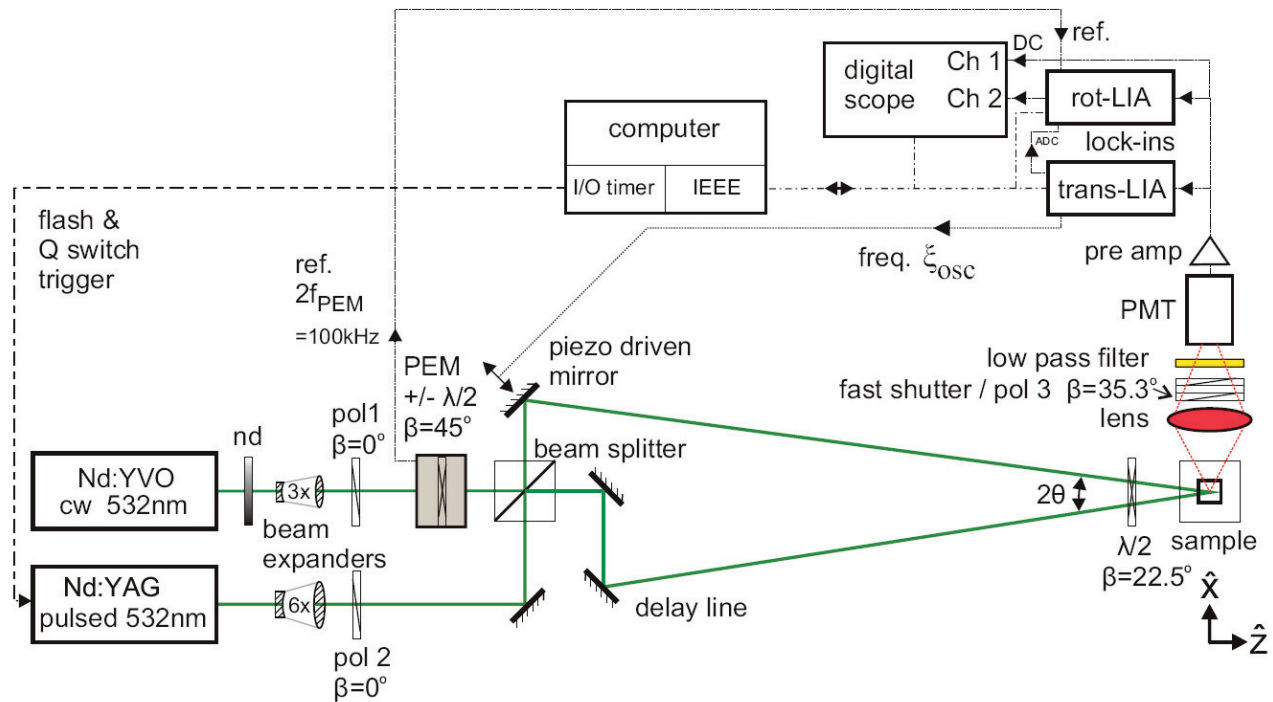 ref.
DC
Ch 1
digital
scope
Ch 2
rot-LIA
computer
ADC
lock-ins
I/O timer
IEEE
trans-LIA
flash &
Q switch
trigger
freq. ξosc
pre amp
ref.
2fPEM
=100kHz
PMT
piezo driven
mirror
low pass filter
PEM
+/- λ/2
β=45°
fast shutter / pol 3 β=35.3°
lens
pol1
β=0°
nd
beam splitter
Nd:YVO
cw 532nm
3x
2θ
beam
expanders
λ/2
β=22.5°
sample
Nd:YAG
pulsed 532nm
6x
delay line
x̂
ẑ
pol 2
β=0°